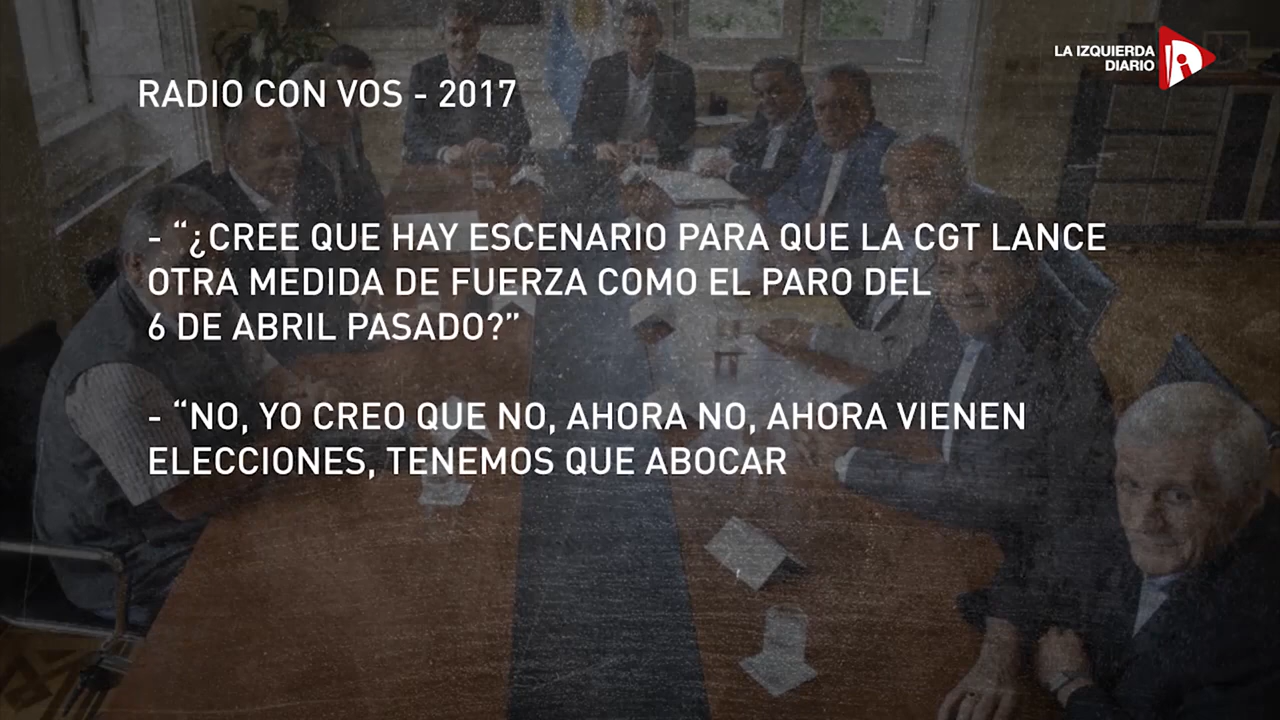 LA IZQUIERDA
DIARIO
RADIO CON VOS - 2017
- “¿CREE QUE HAY ESCENARIO PARA QUE LA CGT LANCE
OTRA MEDIDA DE FUERZA COMO EL PARO DEL
6 DE ABRIL PASADO?”
- “NO, YO CREO QUE NO, AHORA NO, AHORA VIENEN
ELECCIONES, TENEMOS QUE ABOCAR